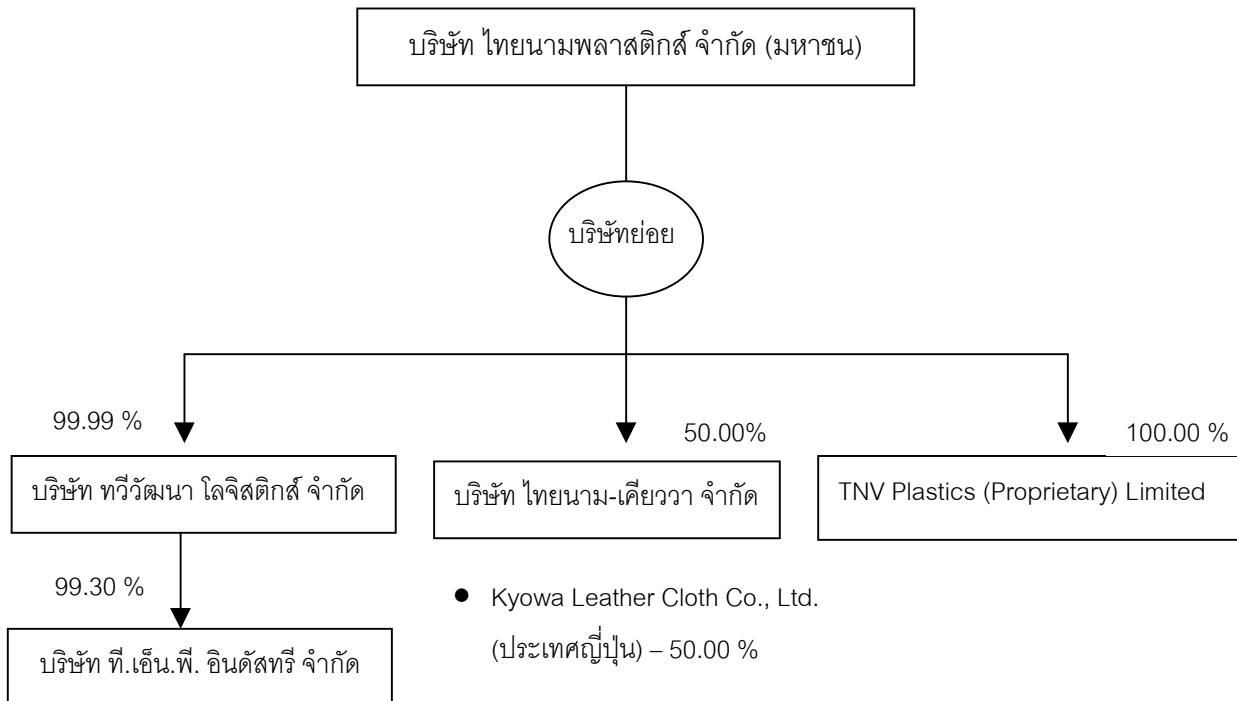 บริษัท ไทยนามพลาสติกส์ จำกัด (มหาชน)
บริษัทย่อย
99.99 %
50.00%
100.00 %
บริษัท ทวีวัฒนา โลจิสติกส์ จำกัด
บริษัท ไทยนาม-เคียววา จำกัด
TNV Plastics (Proprietary) Limited
99.30 %
● Kyowa Leather Cloth Co., Ltd.
(ประเทศญี่ปุ่น) – 50.00 %
บริษัท ที.เอ็น.พี. อินดัสทรี จำกัด